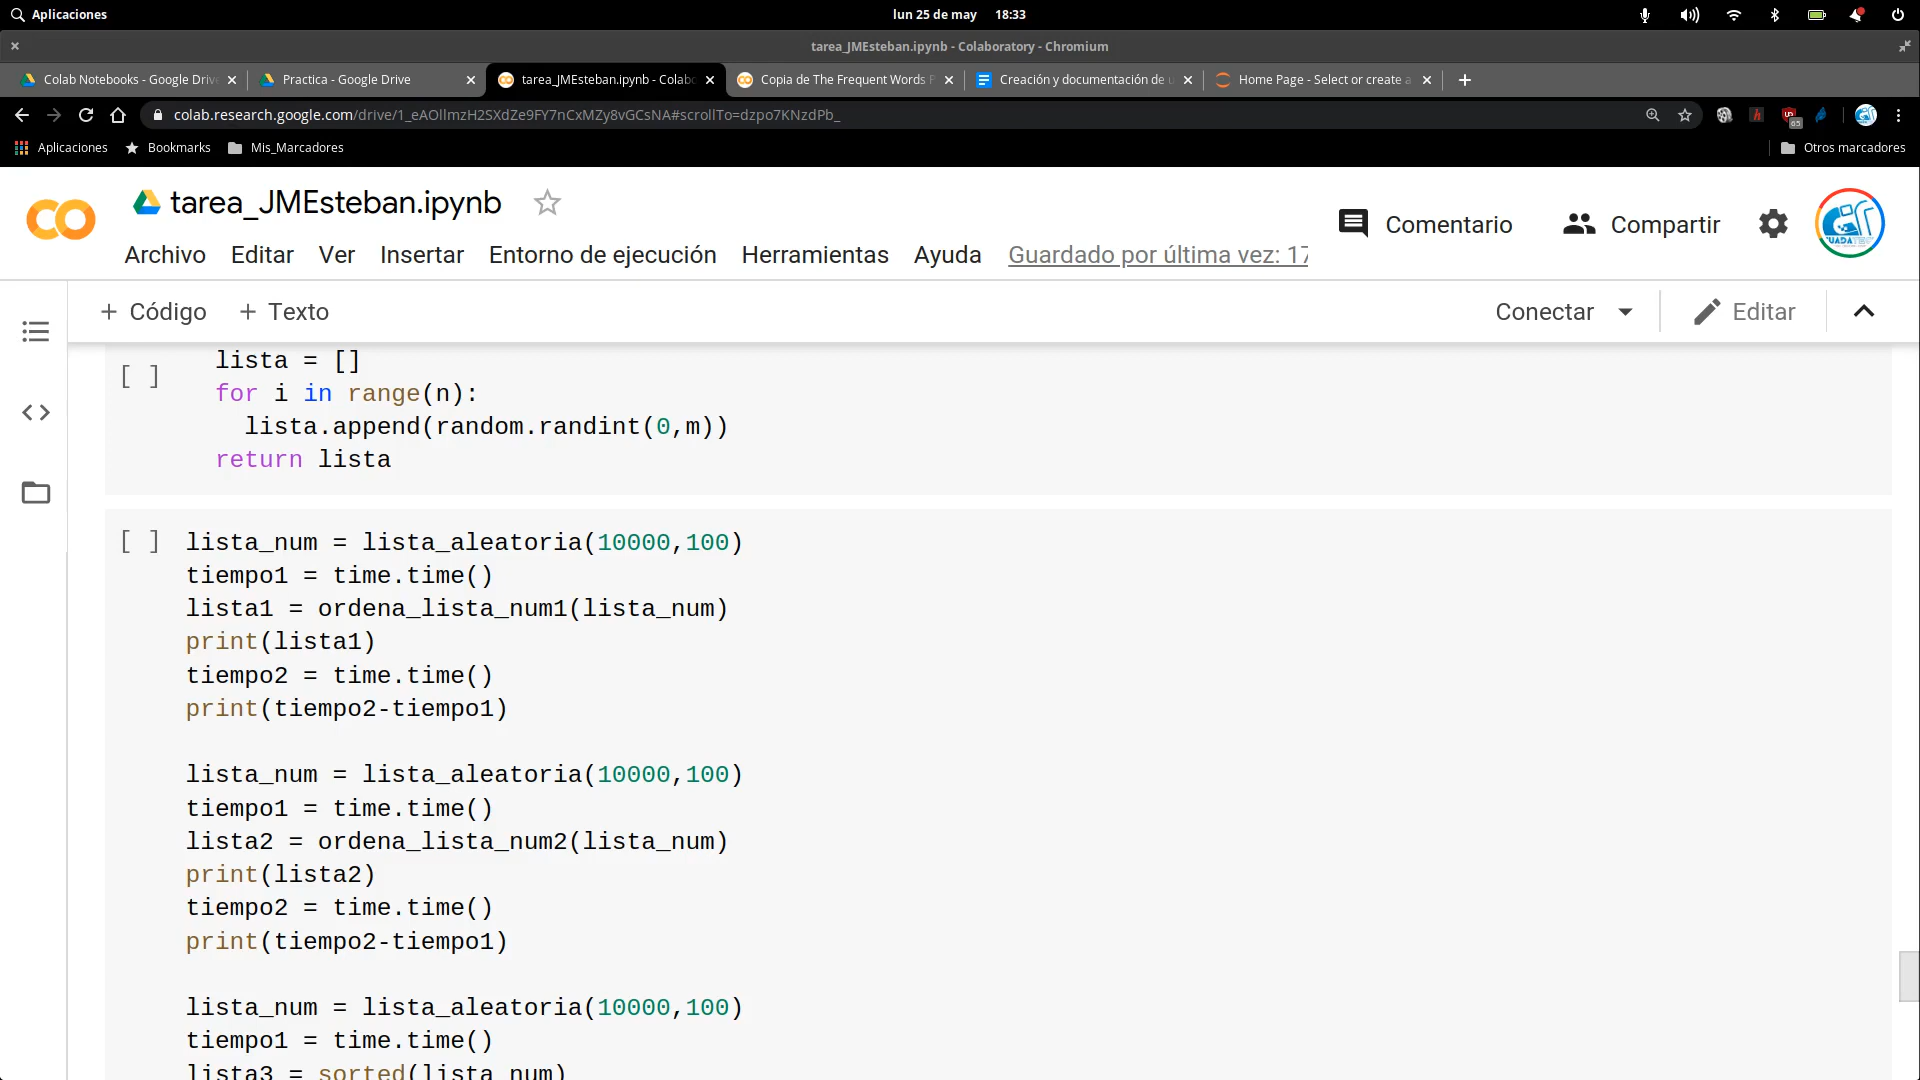 Aplicaciones
lun 25 de may 18:33
tarea_JMEsteban.ipynb - Colaboratory - Chromium
Colab Notebooks - Google Drive
Practica - Google Drive
tarea_JMEsteban.ipynb - Colabo
Copia de The Frequent Words P
Creación y documentación de u
Home Page - Select or create a
colab.research.google.com/drive/1_eAOllmzH2SXdZe9FY7nCxMZy8vGCsNA#scrollTo=dzpo7KNzdPb_
65
Aplicaciones
Bookmarks
Mis_Marcadores
Otros marcadores
tarea_JMEsteban.ipynb
Comentario
Compartir
Archivo Editar Ver Insertar Entorno de ejecución Herramientas Ayuda Guardado por última vez: 17
+ Código + Texto
Conectar
Editar
lista = []
[ ]
for i in range(n):
lista.append(random.randint(0,m))
return lista
[ ] lista_num = lista_aleatoria(10000,100)
tiempo1 = time.time()
lista1 = ordena_lista_num1(lista_num)
print(lista1)
tiempo2 = time.time()
print(tiempo2-tiempo1)
lista_num = lista_aleatoria(10000,100)
tiempo1 = time.time()
lista2 = ordena_lista_num2(lista_num)
print(lista2)
tiempo2 = time.time()
print(tiempo2-tiempo1)
lista_num = lista_aleatoria(10000,100)
tiempo1 = time.time()
lista3 = sorted(lista_num)